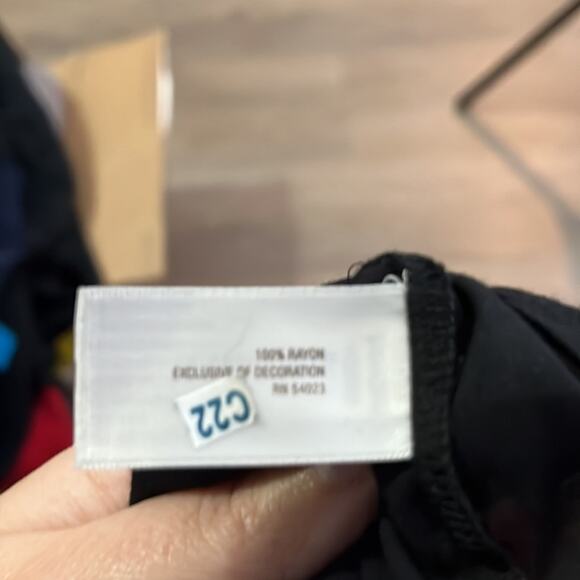 100% RAYON
EXCLUSIVE OF DECORATION
RN 54023
C22